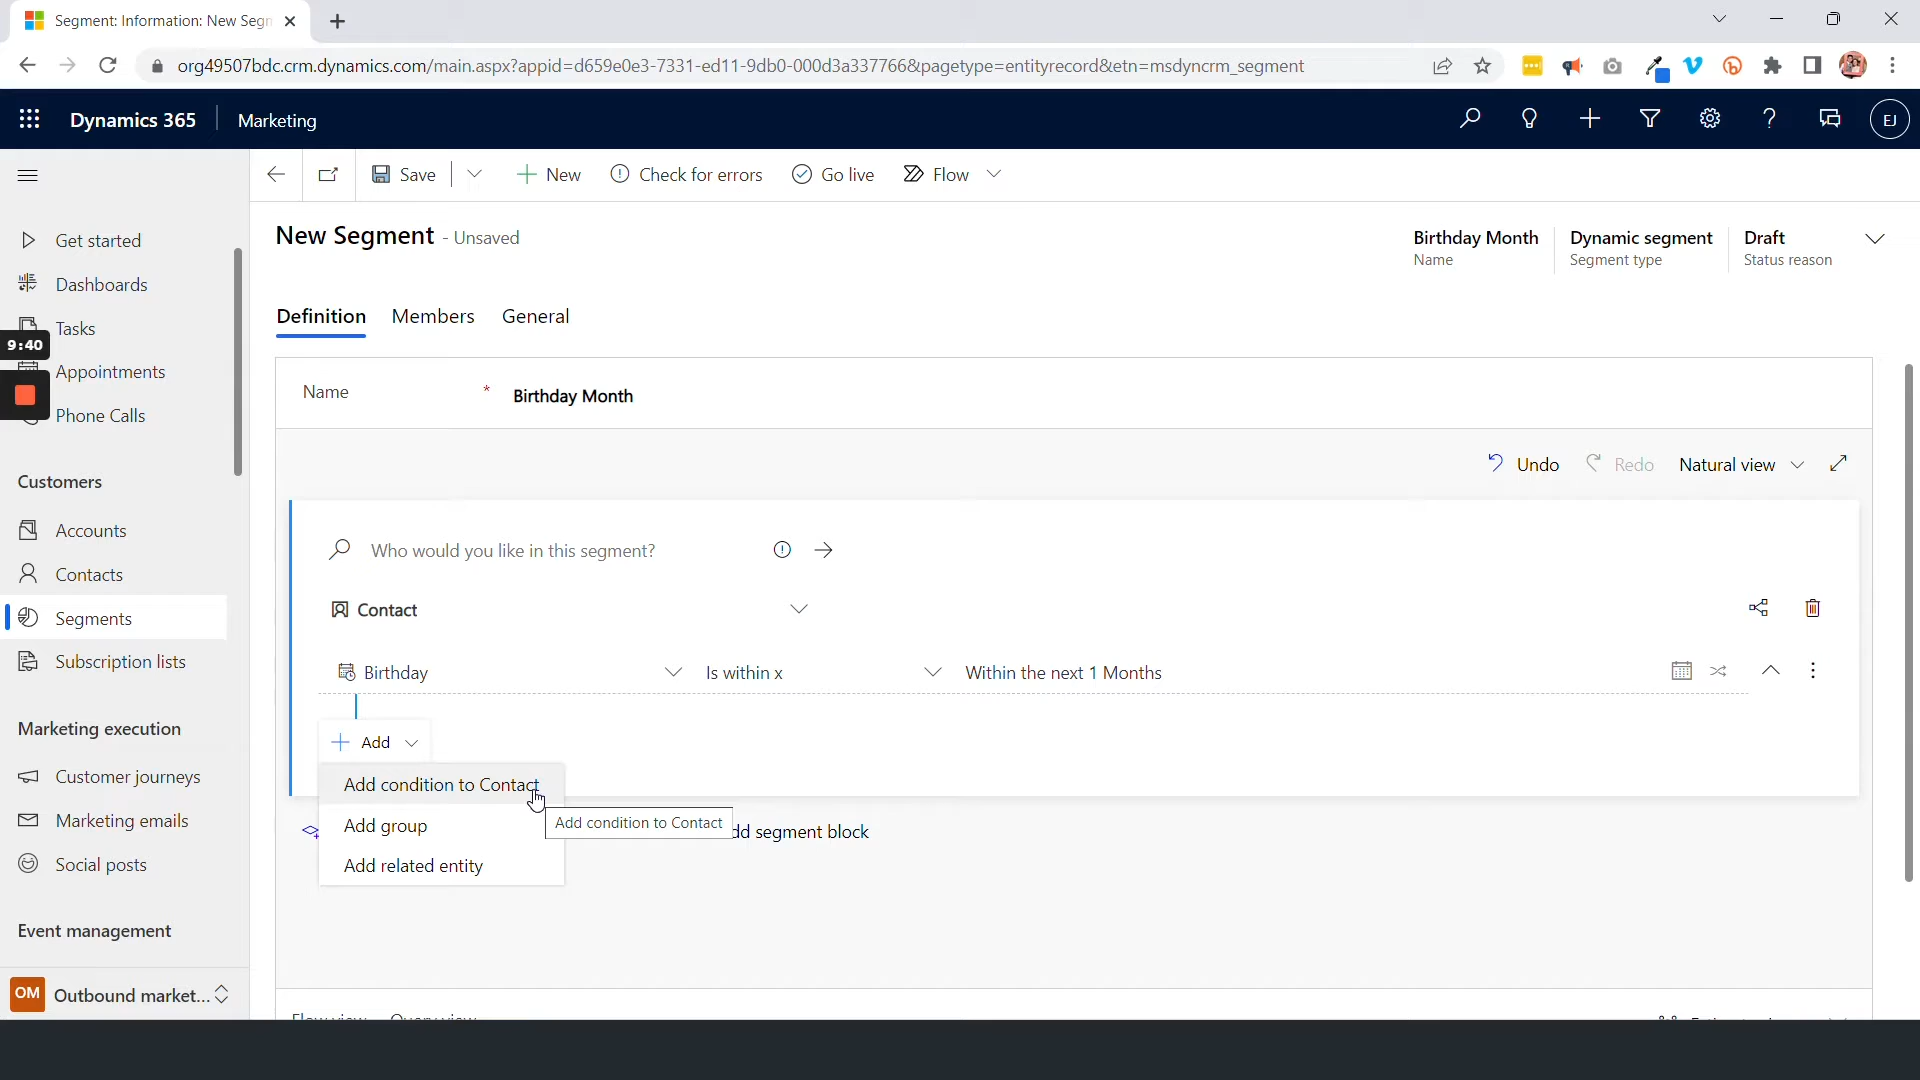 Segment: Information: New Segn
org49507bdc.crm.dynamics.com/main.aspx?appid=d659e0e3-7331-ed11-9db0-000d3a337766&pagetype=entityrecord&etn=msdyncrm_segment
Dynamics 365
Marketing
EJ
Save
New
Check for errors
Go live
Flow
New Segment - Unsaved
Birthday Month
Name
Dynamic segment
Segment type
Draft
Status reason
Get started
Dashboards
Tasks
9:40
Appointments
Phone Calls
Customers
Accounts
Contacts
Segments
Subscription lists
Marketing execution
Customer journeys
Marketing emails
Social posts
Event management
OM
Outbound market...
Definition
Members
General
Name
*
Birthday Month
Undo
Redo
Natural view
Who would you like in this segment?
Contact
Birthday
Is within x
Within the next 1 Months
Add
Add condition to Contact
Add group
Add related entity
Add condition to Contact
dd segment block
Flow view
Query view